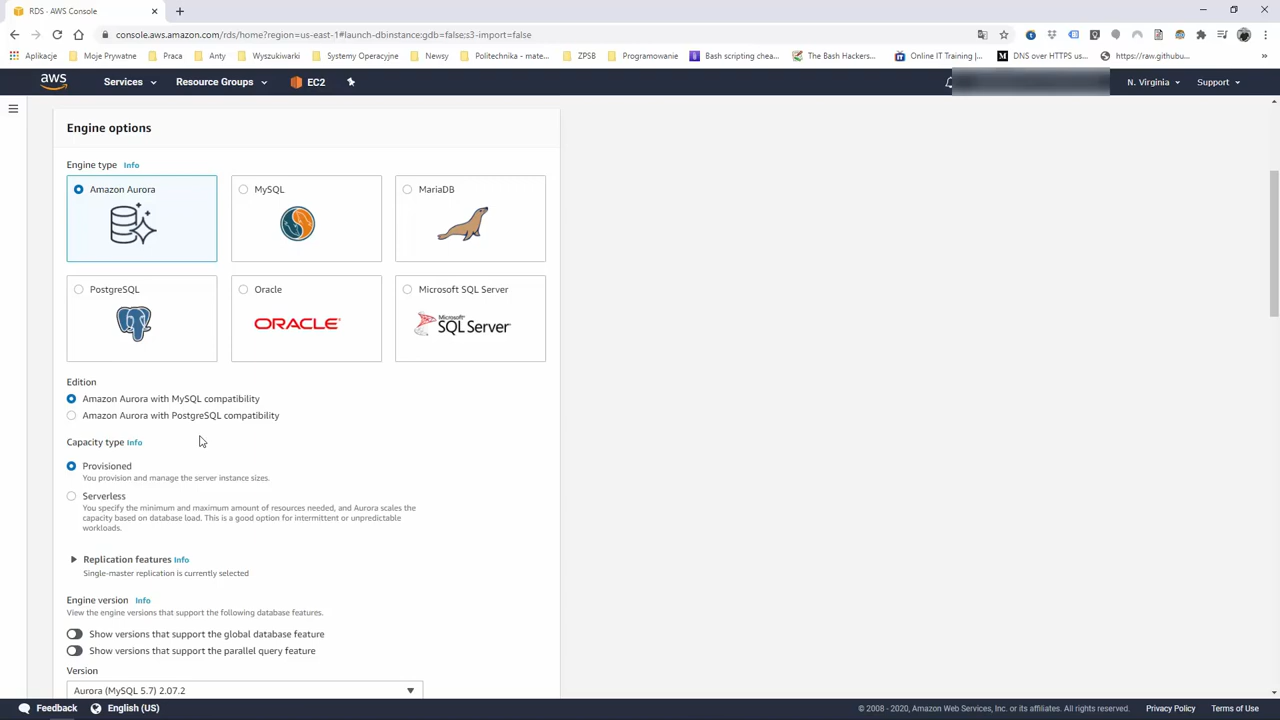 RDS - AWS Console
console.aws.amazon.com/rds/home?region=us-east-1#launch-dbinstance:gdb=false;s3-import=false
Aplikacje
Moje Prywatne
Praca
Anty
Wyszukiwarki
Systemy Operacyjne
Newsy
Politechnika - mate...
ZPSB
Programowanie
Bash scripting chea...
The Bash Hackers...
Online IT Training |...
DNS over HTTPS us...
https://raw.githubu...
aws
Services
Resource Groups
EC2
N. Virginia
Support
Engine options
Engine type Info
Amazon Aurora
MySQL
MariaDB
PostgreSQL
Oracle
ORACLE
Microsoft SQL Server
Microsoft
SQL Server
Edition
Amazon Aurora with MySQL compatibility
Amazon Aurora with PostgreSQL compatibility
Capacity type Info
Provisioned
You provision and manage the server instance sizes.
Serverless
You specify the minimum and maximum amount of resources needed, and Aurora scales the
capacity based on database load. This is a good option for intermittent or unpredictable
workloads.
Replication features Info
Single-master replication is currently selected
Engine version Info
View the engine versions that support the following database features.
Show versions that support the global database feature
Show versions that support the parallel query feature
Version
Aurora (MySQL 5.7) 2.07.2
Feedback
English (US)
© 2008 - 2020, Amazon Web Services, Inc. or its affiliates. All rights reserved.
Privacy Policy
Terms of Use